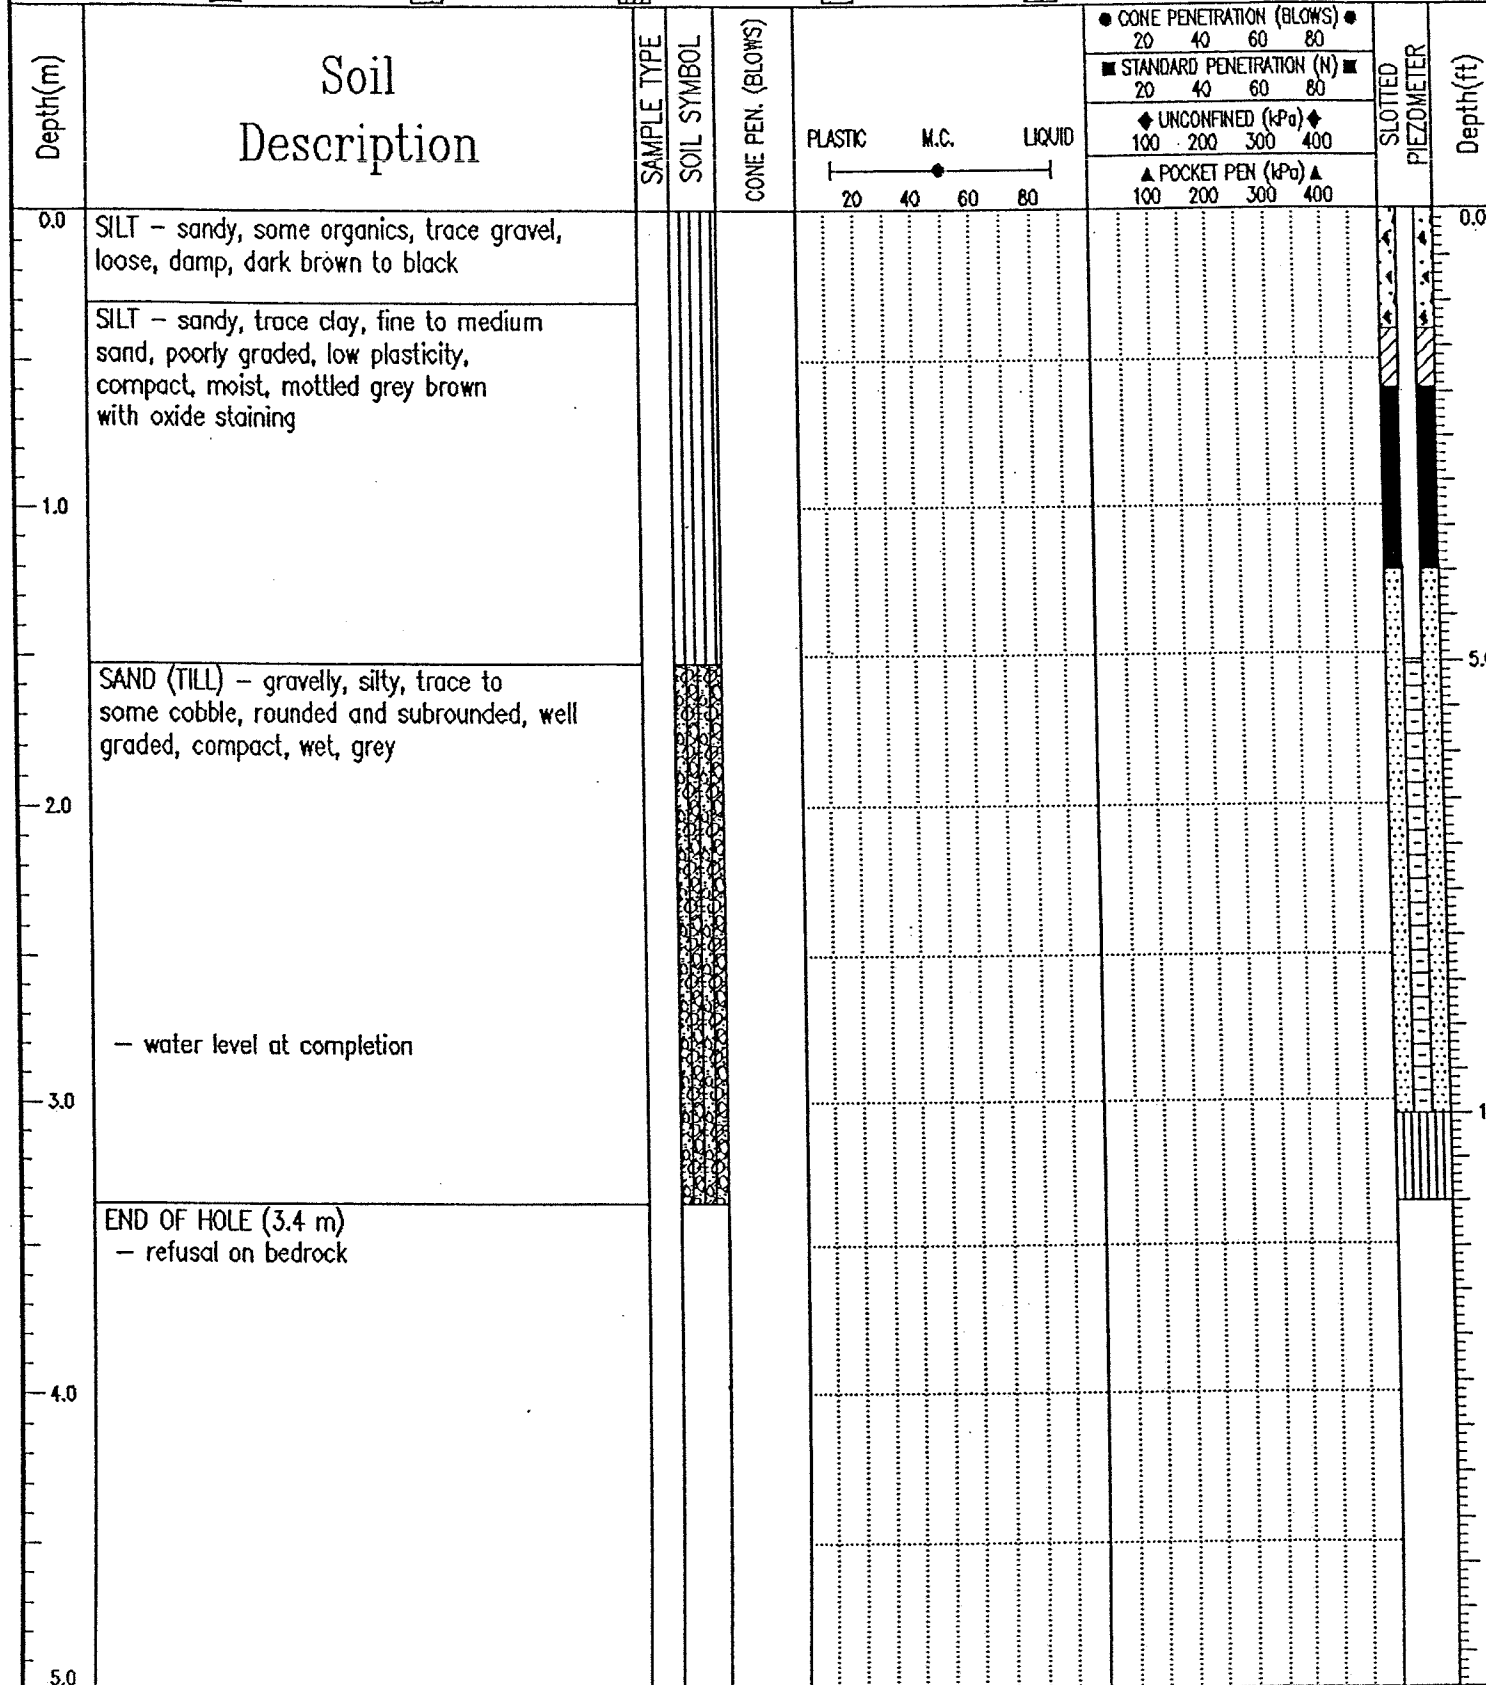 Depth(m)
Soil
Description
SAMPLE TYPE
SOIL SYMBOL
CONE PEN. (BLOWS)
PLASTIC M.C. LIQUID
20 40 60 80
● CONE PENETRATION (BLOWS) ●
20 40 60 80
■ STANDARD PENETRATION (N) ■
20 40 60 80
◆ UNCONFINED (kPa) ◆
100 200 300 400
▲ POCKET PEN (kPa) ▲
100 200 300 400
SLOTTED
PIEZOMETER
Depth(ft)
0.0
SILT – sandy, some organics, trace gravel,
loose, damp, dark brown to black
0.0
SILT – sandy, trace clay, fine to medium
sand, poorly graded, low plasticity,
compact, moist, mottled grey brown
with oxide staining
1.0
SAND (TILL) – gravelly, silty, trace to
some cobble, rounded and subrounded, well
graded, compact, wet, grey
5.0
2.0
– water level at completion
3.0
1
END OF HOLE (3.4 m)
– refusal on bedrock
4.0
5.0